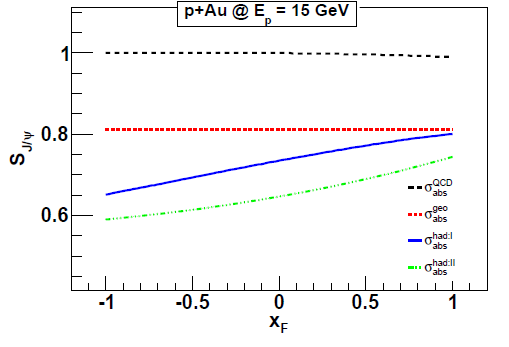 p+Au @ E_p = 15 GeV
S_J/ψ
1
0.8
0.6
σ_abs^QCD
σ_abs^geo
σ_abs^had:I
σ_abs^had:II
-1 -0.5 0 0.5 1
x_F